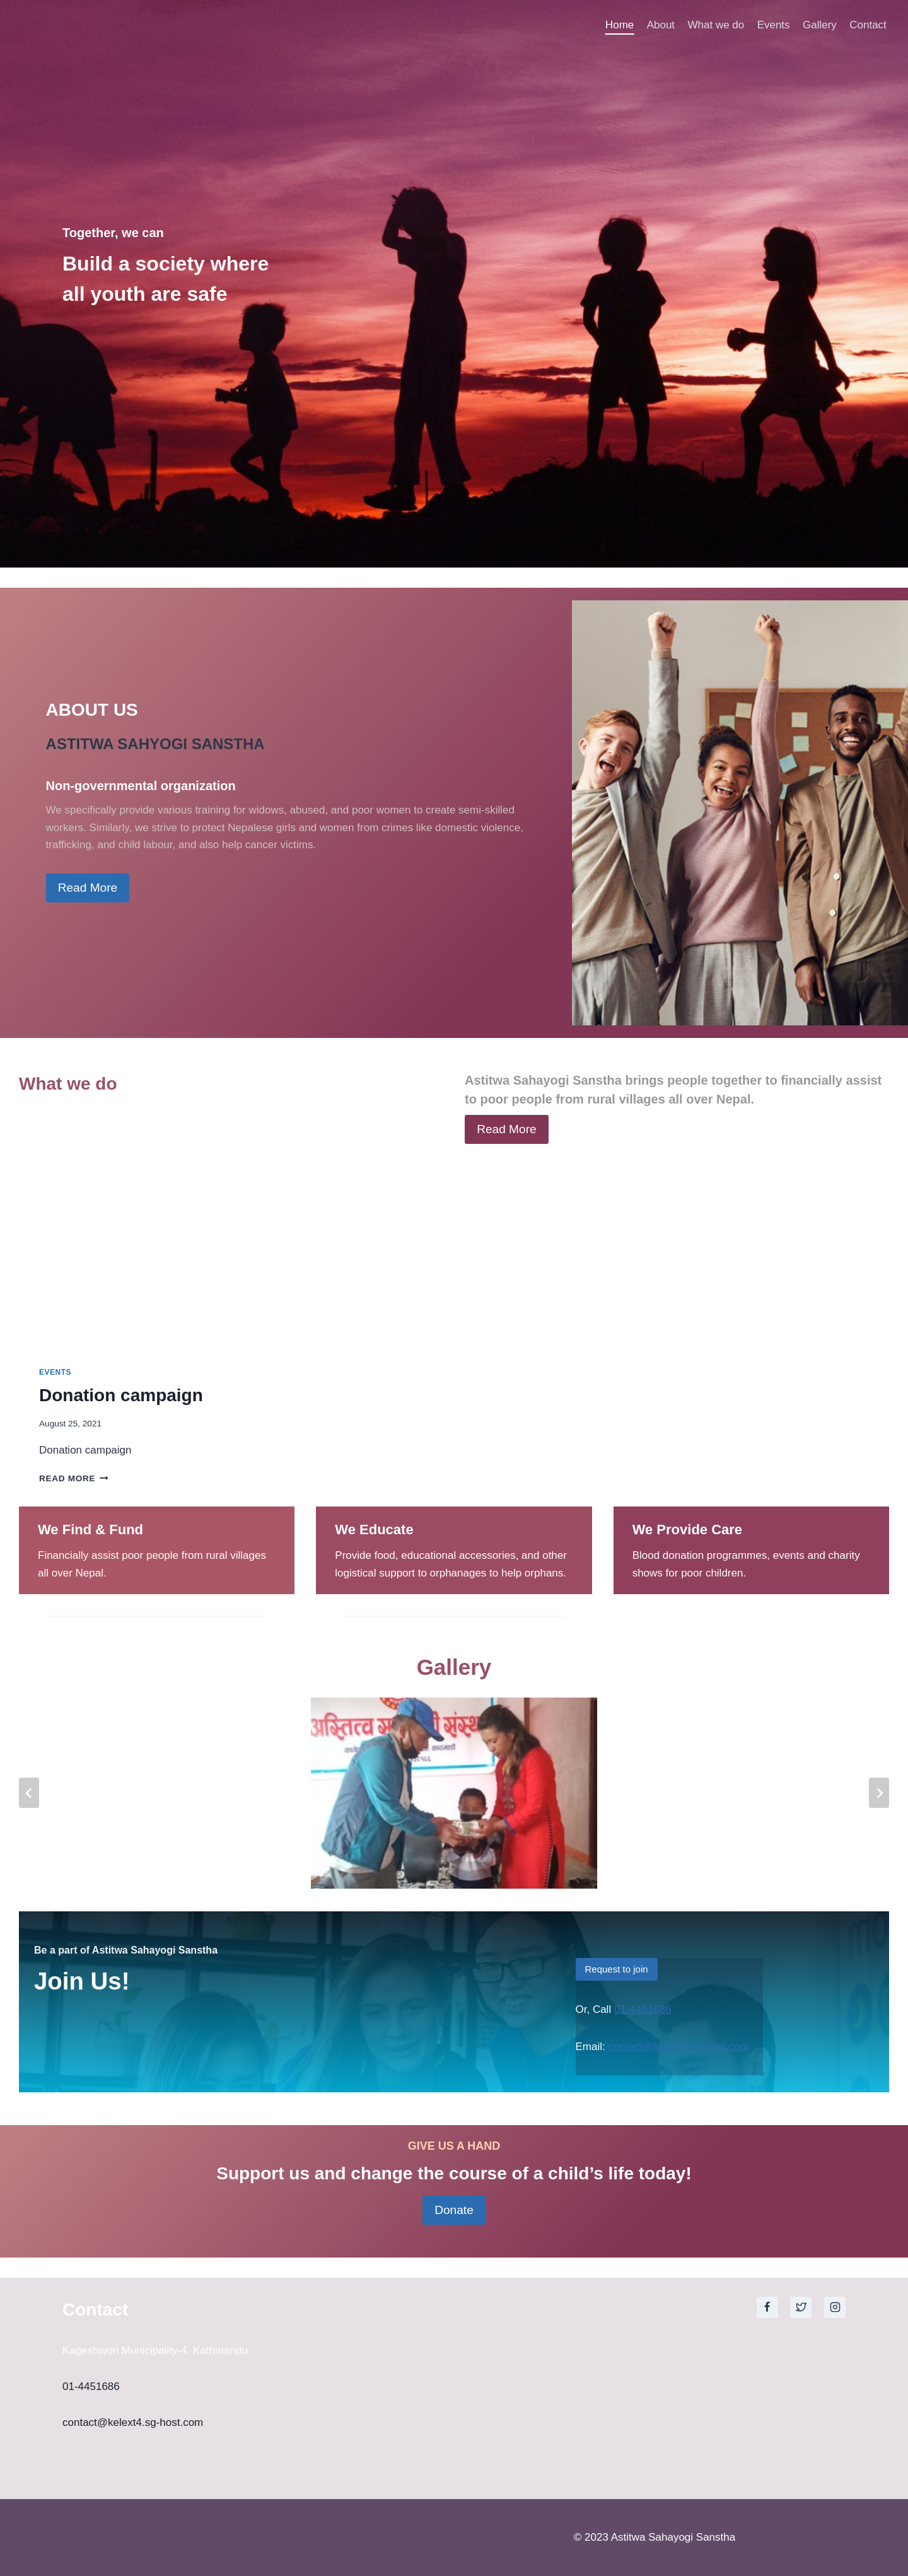 Home About What we do Events Gallery Contact
Together, we can
Build a society where
all youth are safe
ABOUT US
ASTITWA SAHYOGI SANSTHA
Non-governmental organization
We specifically provide various training for widows, abused, and poor women to create semi-skilled
workers. Similarly, we strive to protect Nepalese girls and women from crimes like domestic violence,
trafficking, and child labour, and also help cancer victims.
Read More
What we do
Astitwa Sahayogi Sanstha brings people together to financially assist
to poor people from rural villages all over Nepal.
Read More
EVENTS
Donation campaign
August 25, 2021
Donation campaign
READ MORE
We Find & Fund
Financially assist poor people from rural villages
all over Nepal.
We Educate
Provide food, educational accessories, and other
logistical support to orphanages to help orphans.
We Provide Care
Blood donation programmes, events and charity
shows for poor children.
Gallery
अस्तित्व
Be a part of Astitwa Sahayogi Sanstha
Join Us!
Request to join
Or, Call 01-4451686
Email:
GIVE US A HAND
Support us and change the course of a child’s life today!
Donate
Contact
Kageshwori Municipality-4, Kathmandu
01-4451686
contact@kelext4.sg-host.com
© 2023 Astitwa Sahayogi Sanstha